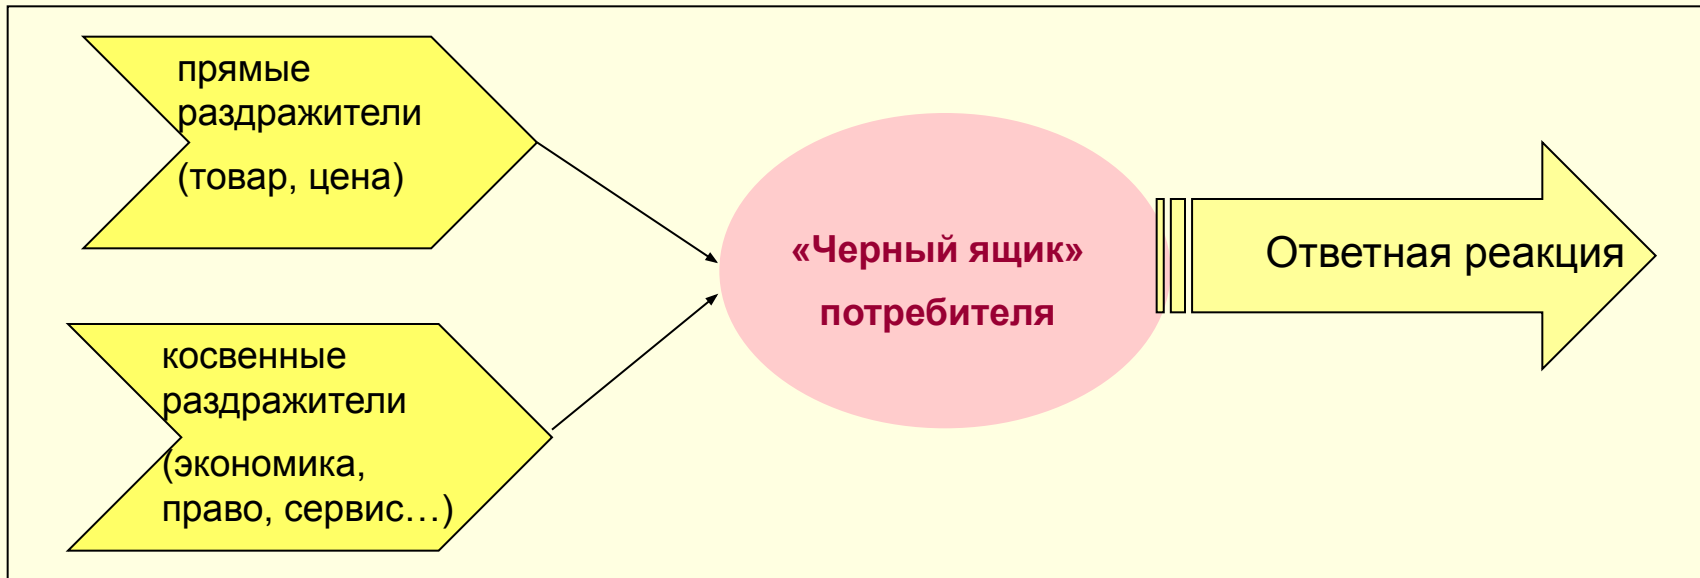 прямые
раздражители
(товар, цена)
косвенные
раздражители
(экономика,
право, сервис…)
«Черный ящик»
потребителя
Ответная реакция